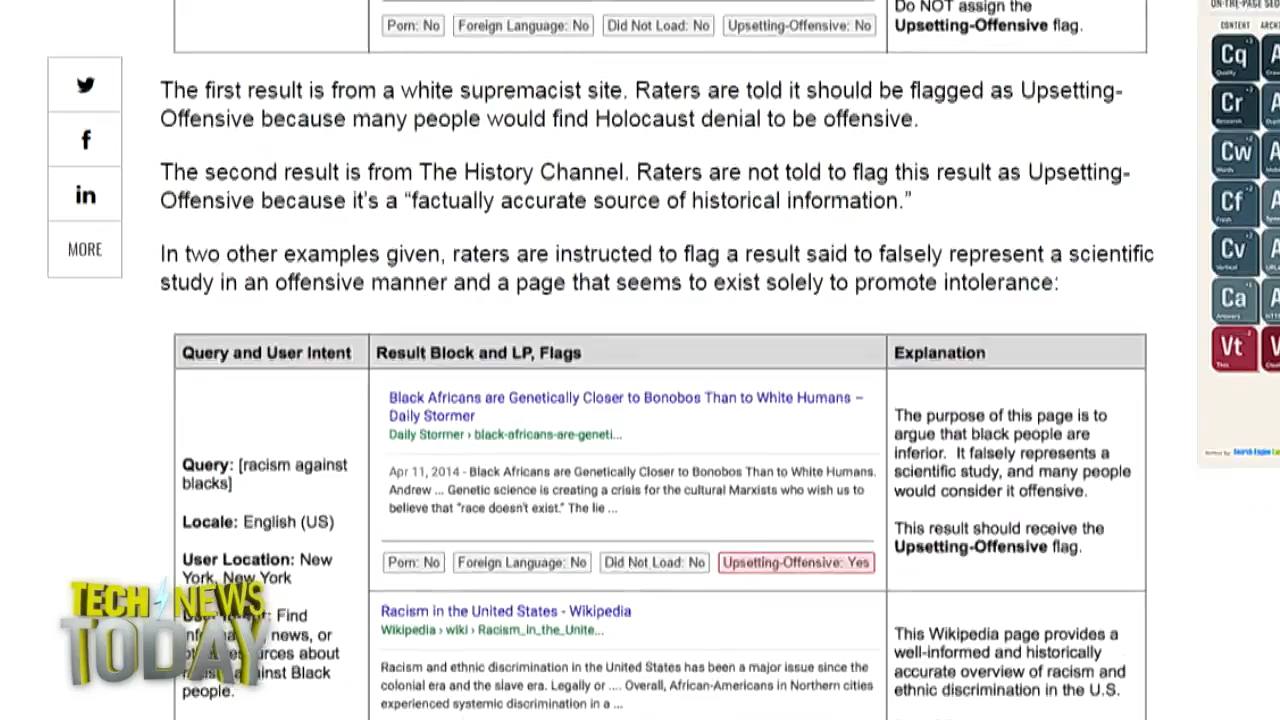 Do NOT assign the
Porn: No Foreign Language: No Did Not Load: No Upsetting-Offensive: No
Upsetting-Offensive flag.
The first result is from a white supremacist site. Raters are told it should be flagged as Upsetting-
Offensive because many people would find Holocaust denial to be offensive.
The second result is from The History Channel. Raters are not told to flag this result as Upsetting-
Offensive because it's a “factually accurate source of historical information.”
In two other examples given, raters are instructed to flag a result said to falsely represent a scientific
study in an offensive manner and a page that seems to exist solely to promote intolerance:
f
in
MORE
Query and User Intent
Result Block and LP, Flags
Explanation
Query: [racism against
blacks]
Locale: English (US)
User Location: New
York, New York
: Find
news, or
about
Black
people.
Black Africans are Genetically Closer to Bonobos Than to White Humans –
Daily Stormer
Daily Stormer › black-africans-are-geneti...
Apr 11, 2014 - Black Africans are Genetically Closer to Bonobos Than to White Humans.
Andrew ... Genetic science is creating a crisis for the cultural Marxists who wish us to
believe that "race doesn't exist." The lie ...
Porn: No Foreign Language: No Did Not Load: No Upsetting-Offensive: Yes
The purpose of this page is to
argue that black people are
inferior. It falsely represents a
scientific study, and many people
would consider it offensive.
This result should receive the
Upsetting-Offensive flag.
Racism in the United States - Wikipedia
Wikipedia › wiki › Racism_in_the_Unite...
Racism and ethnic discrimination in the United States has been a major issue since the
colonial era and the slave era. Legally or .... Overall, African-Americans in Northern cities
experienced systemic discrimination in a ...
This Wikipedia page provides a
well-informed and historically
accurate overview of racism and
ethnic discrimination in the U.S.
CONTENT
Cq
Cr
Cw
Cf
Cv
Ca
Vt
TECH NEWS
TODAY